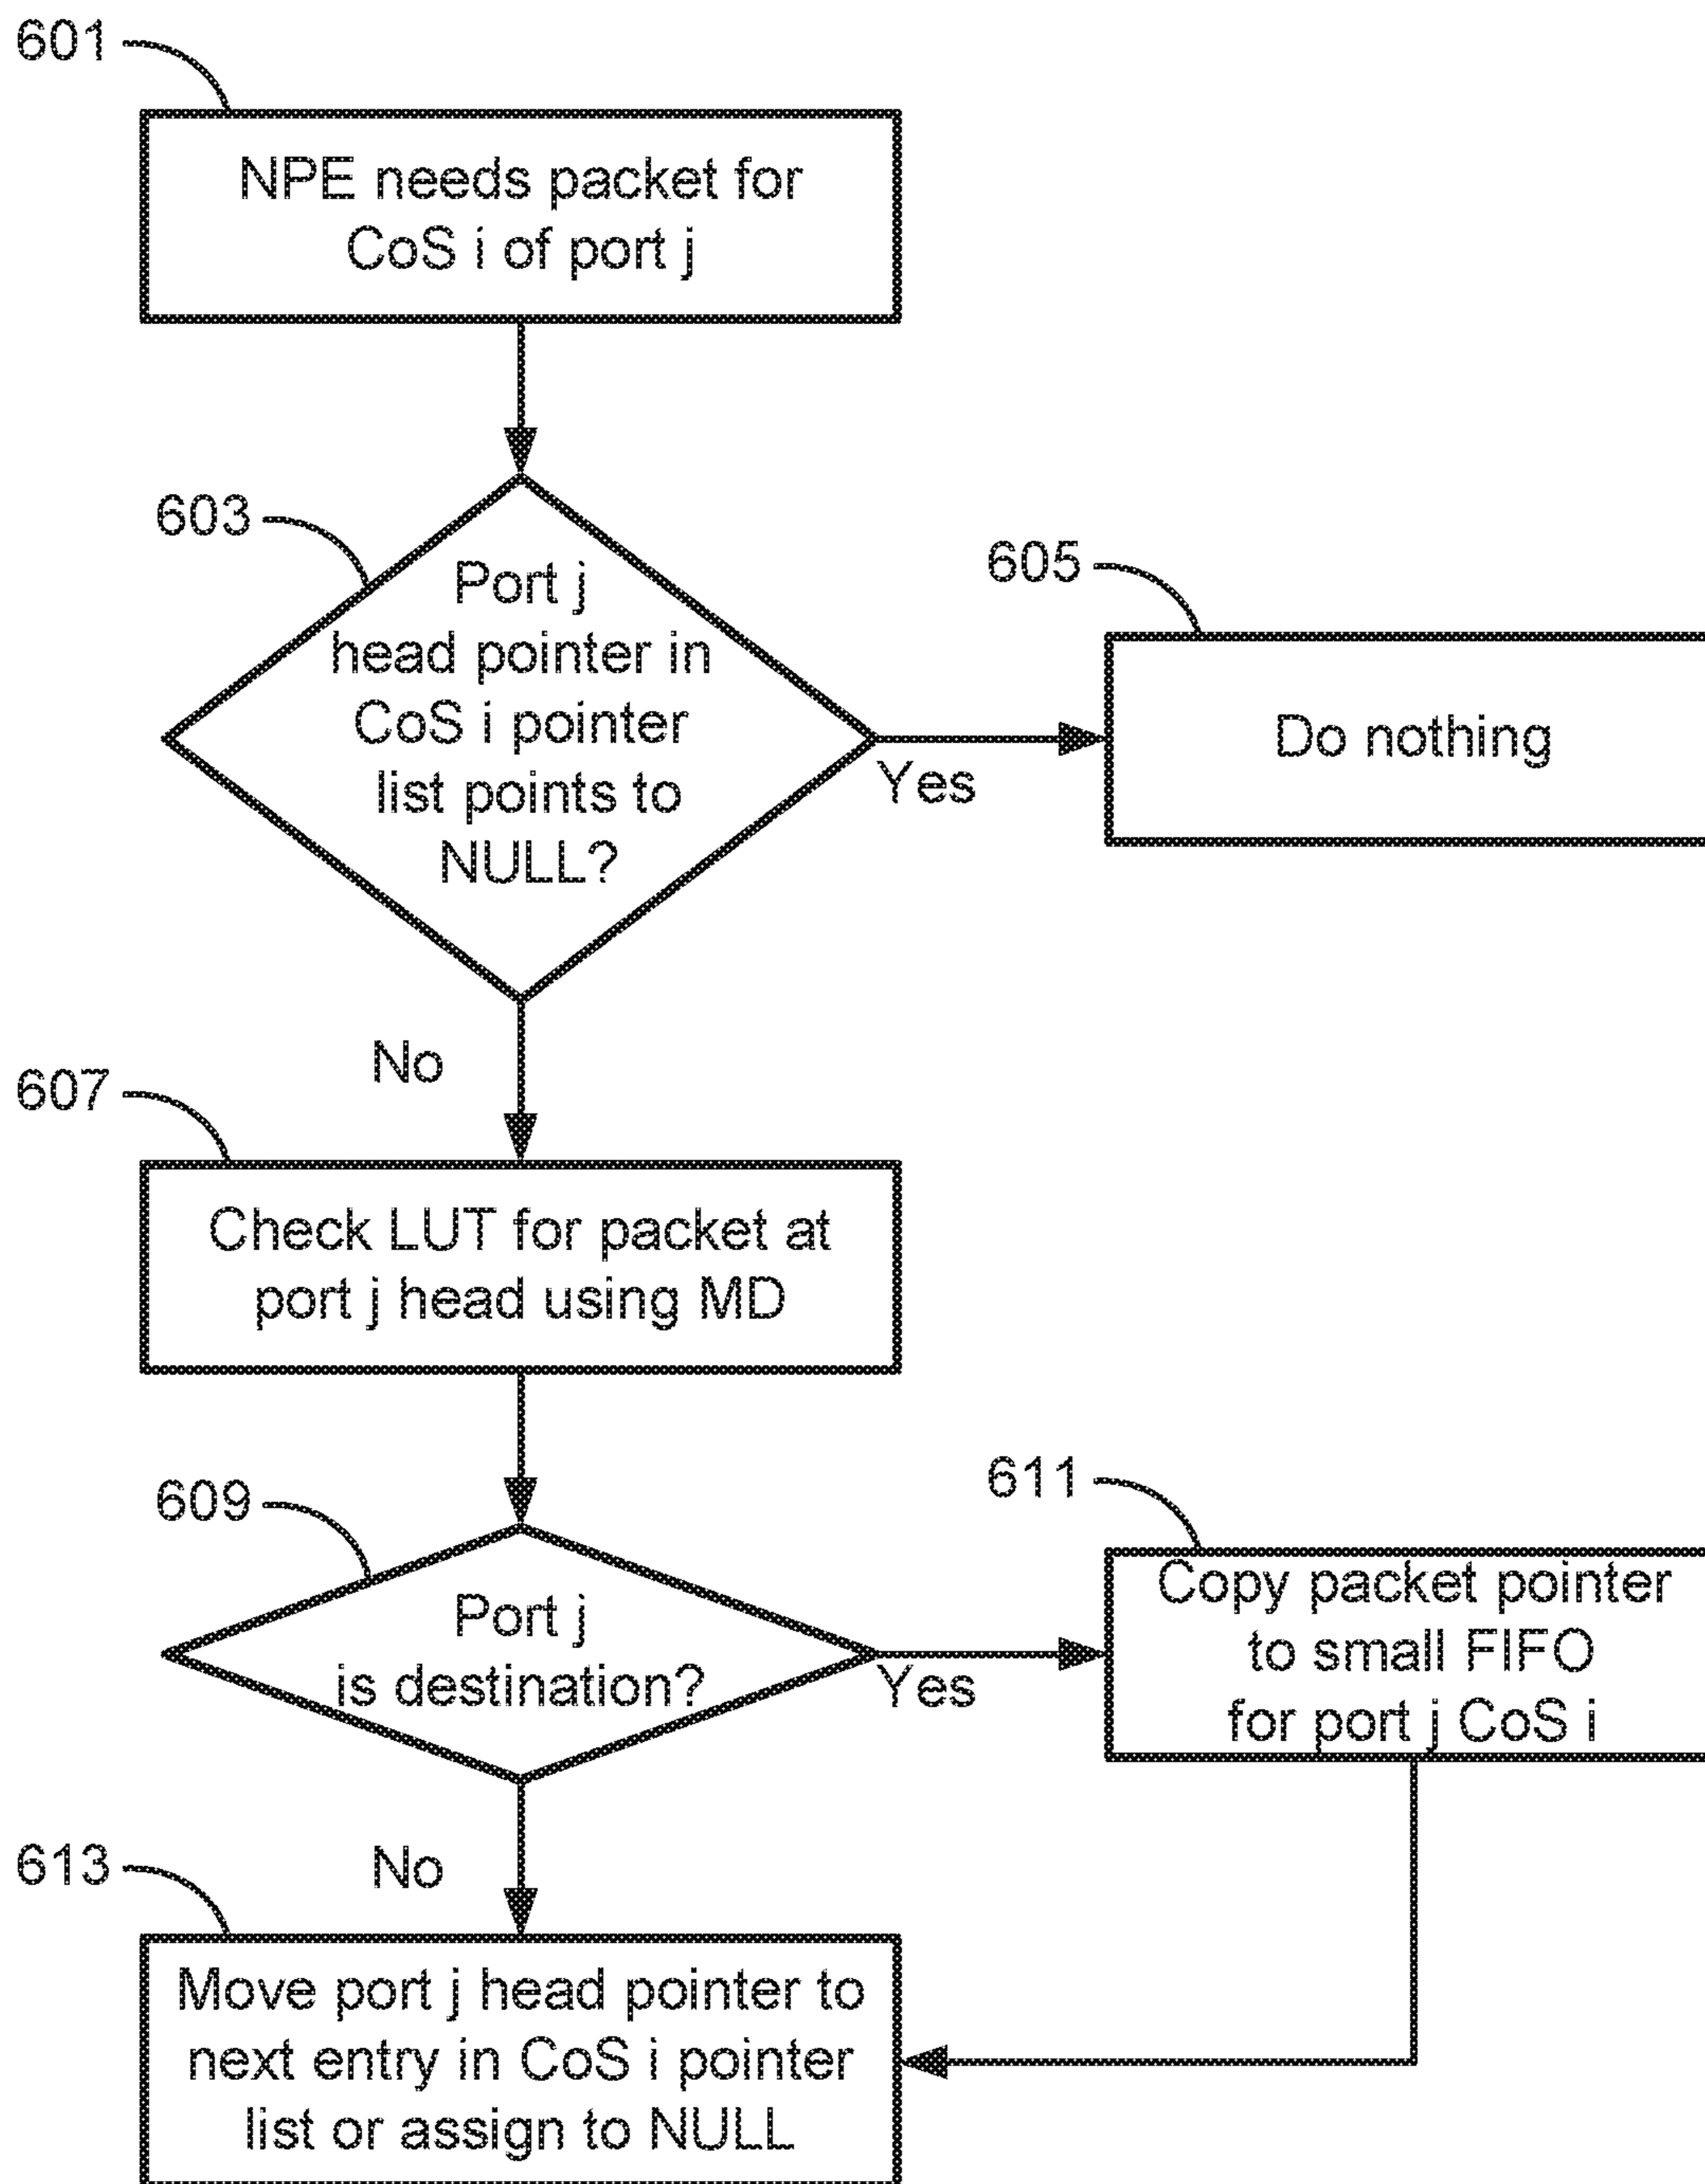 601
NPE needs packet for
CoS i of port j
603
Port j
head pointer in
CoS i pointer
list points to
NULL?
Yes
605
Do nothing
No
607
Check LUT for packet at
port j head using MD
609
Port j
is destination?
Yes
611
Copy packet pointer
to small FIFO
for port j CoS i
No
613
Move port j head pointer to
next entry in CoS i pointer
list or assign to NULL